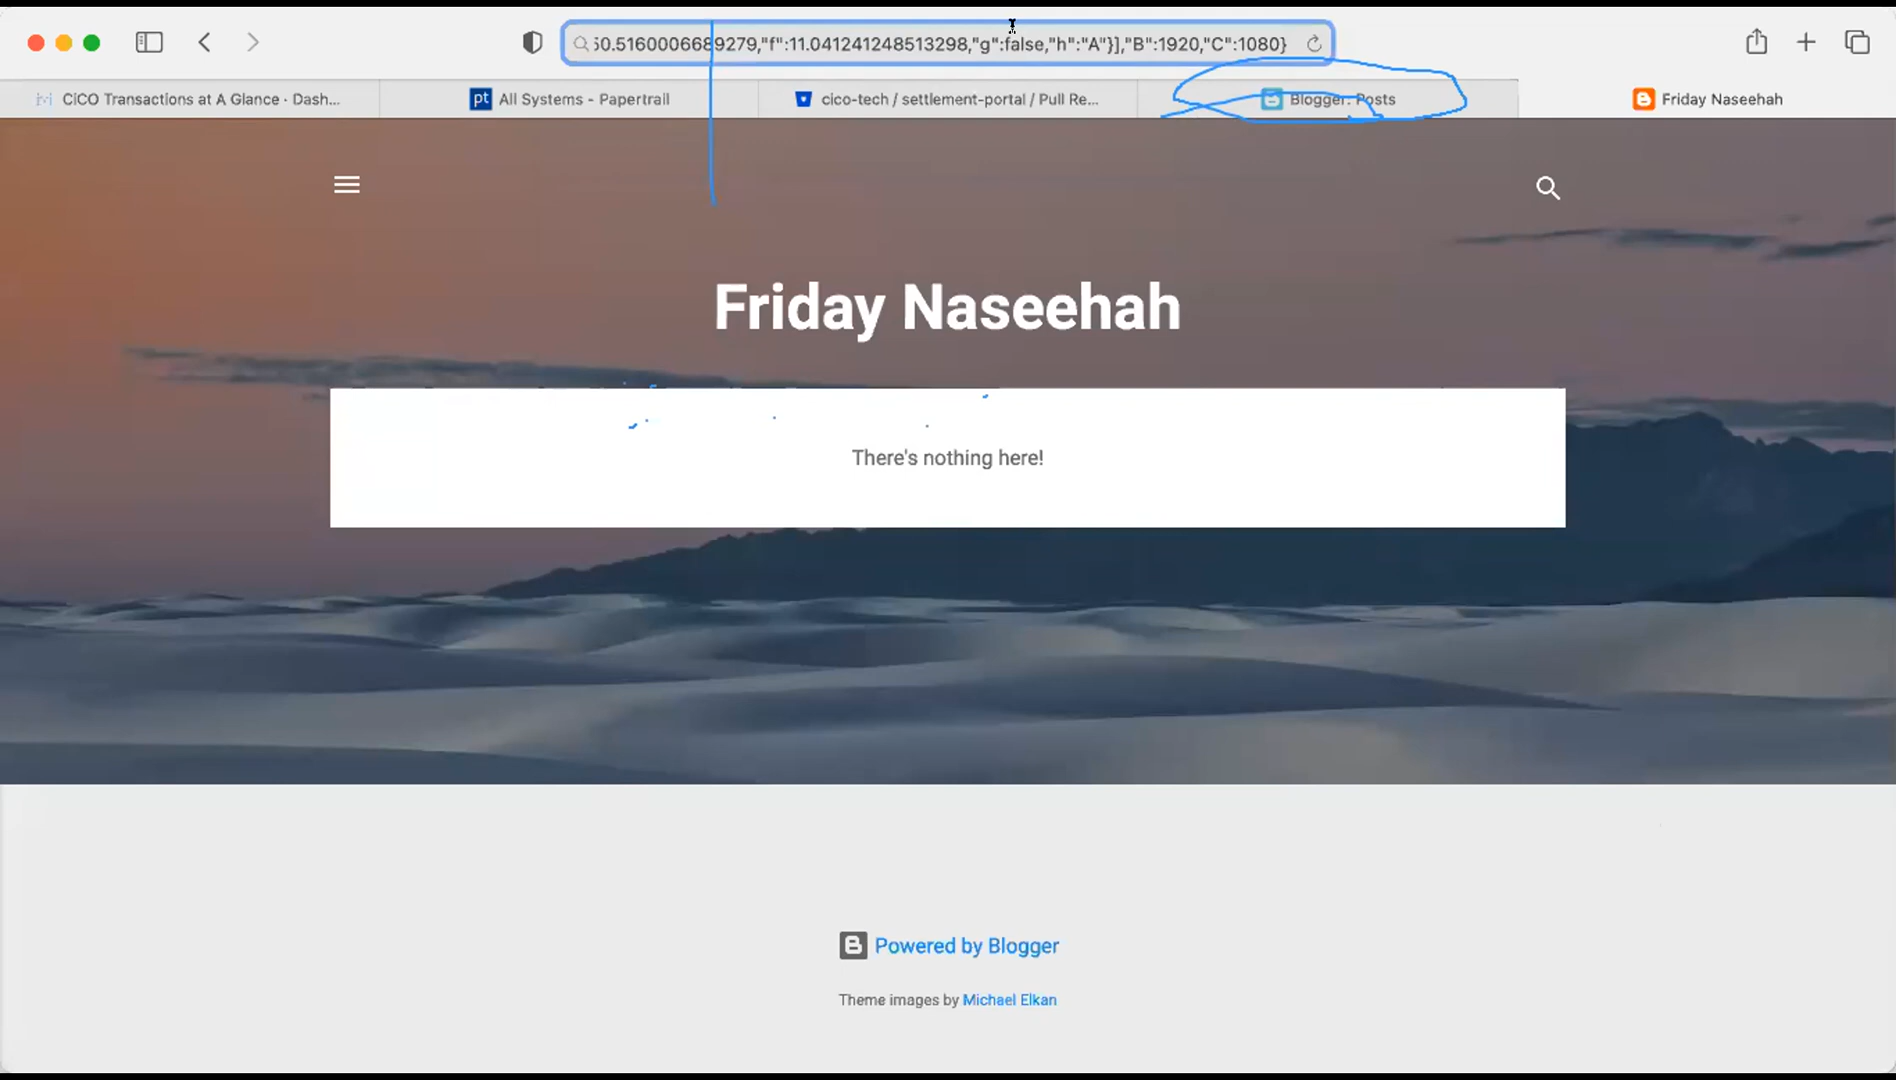 50.5160006689279,"f":11.041241248513298,"g":false,"h":"A"}],"B":1920,"C":1080}
CiCO Transactions at A Glance · Dash...
pt All Systems - Papertrail
cico-tech / settlement-portal / Pull Re...
Blogger: Posts
Friday Naseehah
Friday Naseehah
There's nothing here!
Powered by Blogger
Theme images by Michael Elkan